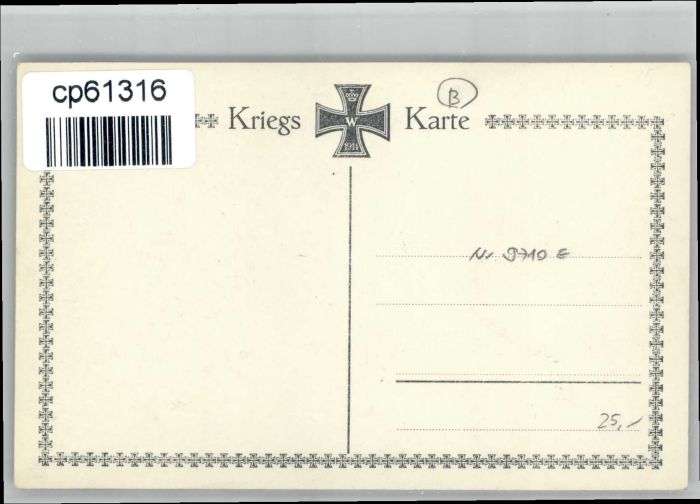 cp61316
B
Kriegs Karte
W
1914
Nr 9710 E
25,-